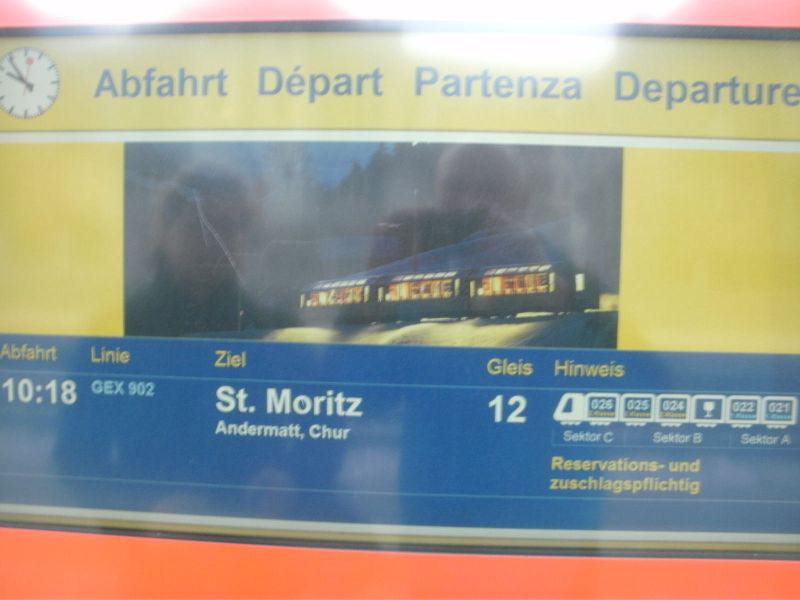 Abfahrt Départ Partenza Departure
Abfahrt Linie Ziel Gleis Hinweis
10:18 GEX 902 St. Moritz 12 026 025 024 022 021
Andermatt, Chur Sektor C Sektor B Sektor A
Reservations- und
zuschlagspflichtig